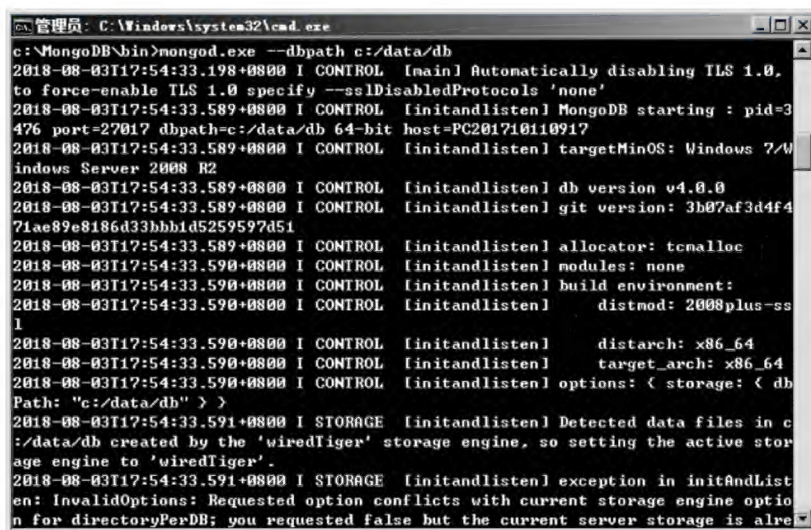 管理员: C:\Windows\system32\cmd.exe
c:\MongoDB\bin>mongod.exe --dbpath c:/data/db
2018-08-03T17:54:33.198+0800 I CONTROL  [main] Automatically disabling TLS 1.0,
to force-enable TLS 1.0 specify --sslDisabledProtocols 'none'
2018-08-03T17:54:33.589+0800 I CONTROL  [initandlisten] MongoDB starting : pid=3
476 port=27017 dbpath=c:/data/db 64-bit host=PC201710110917
2018-08-03T17:54:33.589+0800 I CONTROL  [initandlisten] targetMinOS: Windows 7/W
indows Server 2008 R2
2018-08-03T17:54:33.589+0800 I CONTROL  [initandlisten] db version v4.0.0
2018-08-03T17:54:33.589+0800 I CONTROL  [initandlisten] git version: 3b07af3d4f4
71ae89e8186d33bbb1d5259597d51
2018-08-03T17:54:33.589+0800 I CONTROL  [initandlisten] allocator: tcmalloc
2018-08-03T17:54:33.590+0800 I CONTROL  [initandlisten] modules: none
2018-08-03T17:54:33.590+0800 I CONTROL  [initandlisten] build environment:
2018-08-03T17:54:33.590+0800 I CONTROL  [initandlisten]     distmod: 2008plus-ss
l
2018-08-03T17:54:33.590+0800 I CONTROL  [initandlisten]     distarch: x86_64
2018-08-03T17:54:33.590+0800 I CONTROL  [initandlisten]     target_arch: x86_64
2018-08-03T17:54:33.590+0800 I CONTROL  [initandlisten] options: { storage: { db
Path: "c:/data/db" } }
2018-08-03T17:54:33.591+0800 I STORAGE  [initandlisten] Detected data files in c
:/data/db created by the 'wiredTiger' storage engine, so setting the active stor
age engine to 'wiredTiger'.
2018-08-03T17:54:33.591+0800 I STORAGE  [initandlisten] exception in initAndList
en: InvalidOptions: Requested option conflicts with current storage engine optio
n for directoryPerDB; you requested false but the current server storage is alre